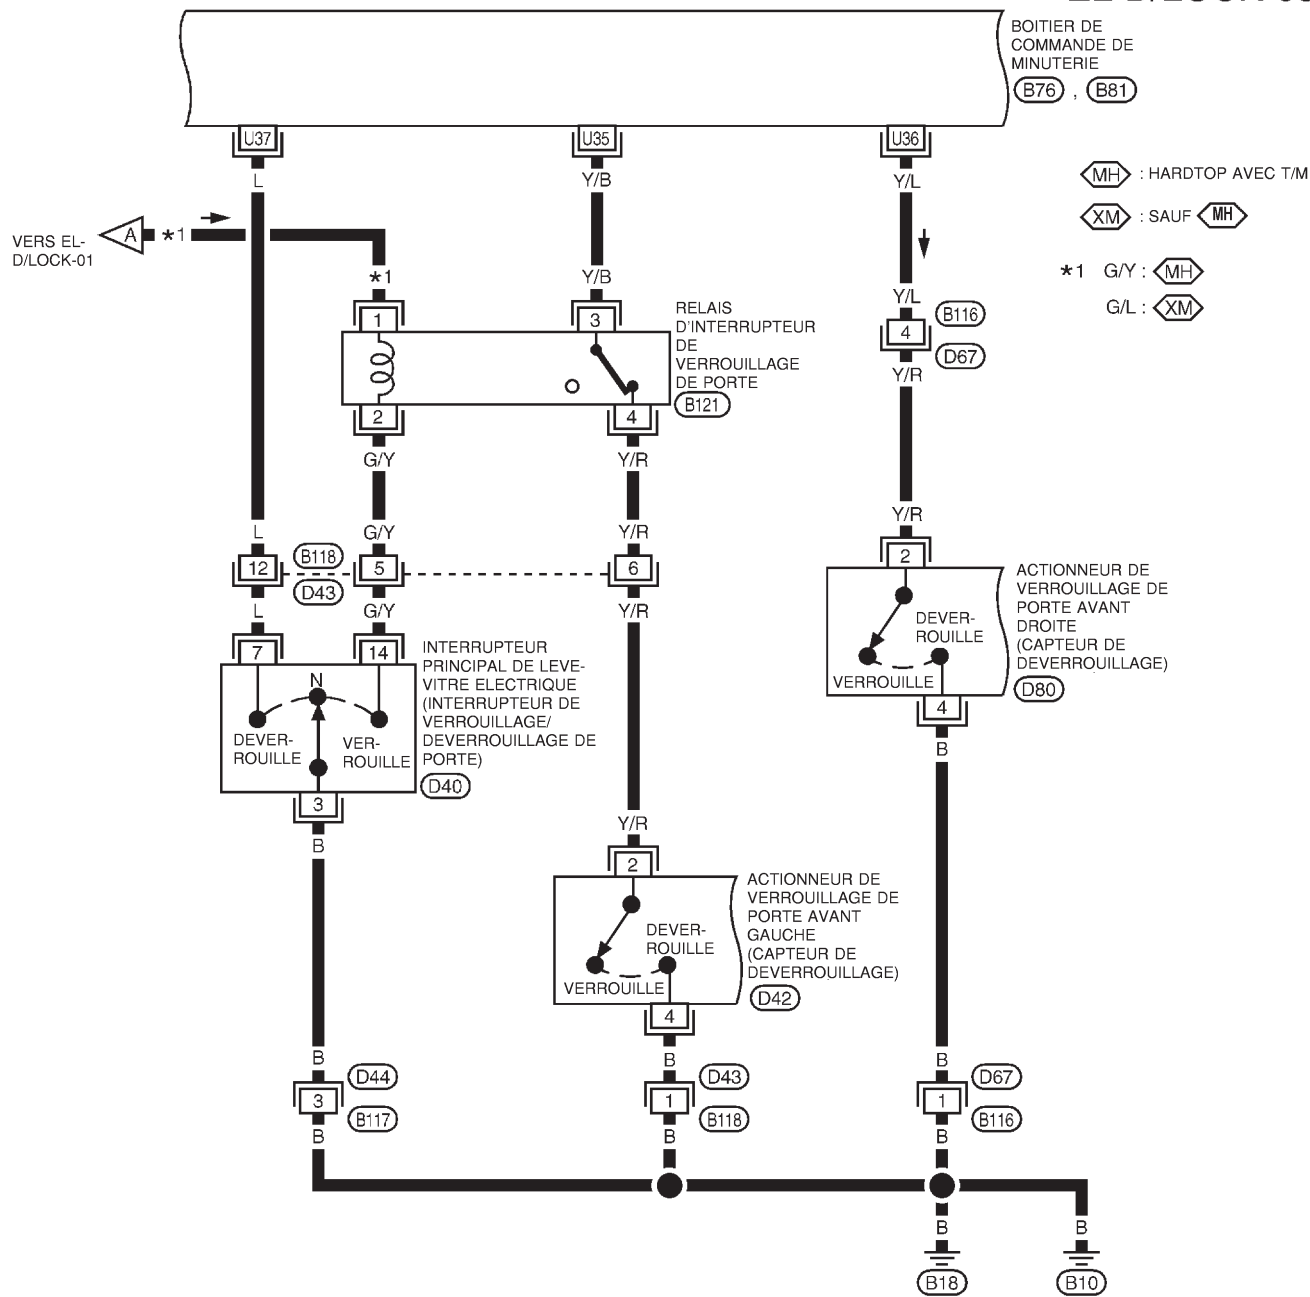 BOITIER DE
COMMANDE DE
MINUTERIE
B76 , B81
U37
U35
U36
L
Y/B
Y/L
MH : HARDTOP AVEC T/M
XM : SAUF MH
*1 G/Y : MH
G/L : XM
VERS EL-
D/LOCK-01
A
*1
*1
Y/B
Y/L
1
3
RELAIS
D'INTERRUPTEUR
DE
VERROUILLAGE
DE PORTE
B121
4
B116
D67
Y/R
2
4
G/Y
Y/R
Y/R
L
G/Y
Y/R
12
B118
D43
5
6
2
L
G/Y
Y/R
ACTIONNEUR DE
VERROUILLAGE DE
PORTE AVANT
DROITE
(CAPTEUR DE
DEVERROUILLAGE)
D80
DEVER-
ROUILLE
VERROUILLE
4
B
7
14
INTERRUPTEUR
PRINCIPAL DE LEVE-
VITRE ELECTRIQUE
(INTERRUPTEUR DE
VERROUILLAGE/
DEVERROUILLAGE DE
PORTE)
D40
N
DEVER-
ROUILLE
VER-
ROUILLE
3
B
Y/R
2
ACTIONNEUR DE
VERROUILLAGE DE
PORTE AVANT
GAUCHE
(CAPTEUR DE
DEVERROUILLAGE)
D42
DEVER-
ROUILLE
VERROUILLE
4
B
B
B
3
D44
B117
1
D43
B118
1
D67
B116
B
B
B
B
B
B18
B10